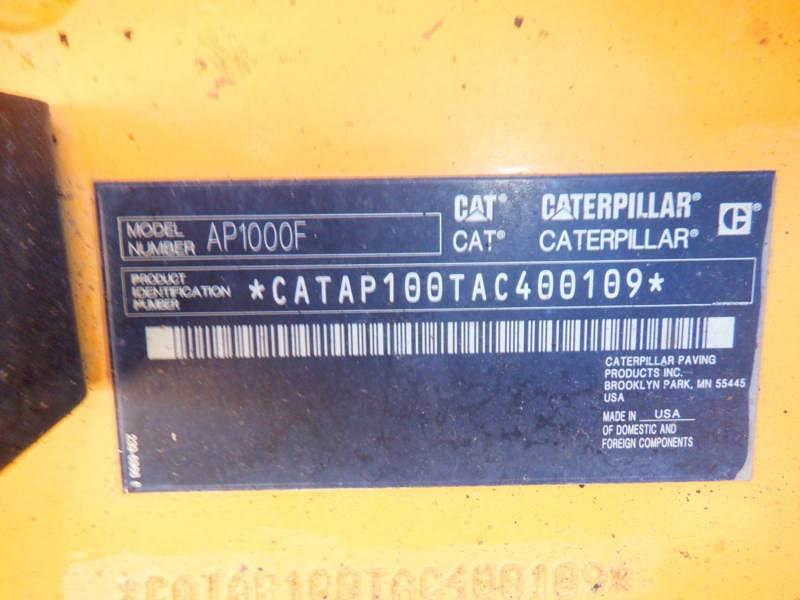 CAT® CATERPILLAR®
CAT® CATERPILLAR®
MODEL NUMBER AP1000F
PRODUCT IDENTIFICATION NUMBER *CATAP100TAC400109*
CATERPILLAR PAVING
PRODUCTS INC.
BROOKLYN PARK, MN 55445
USA
MADE IN USA
OF DOMESTIC AND
FOREIGN COMPONENTS
*CATAP100TAC400109*